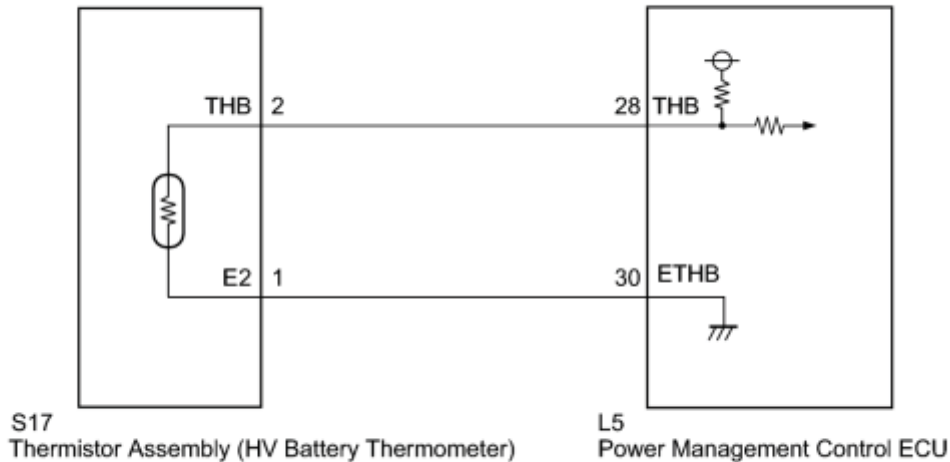 THB 2
28 THB
E2 1
30 ETHB
S17
Thermistor Assembly (HV Battery Thermometer)
L5
Power Management Control ECU